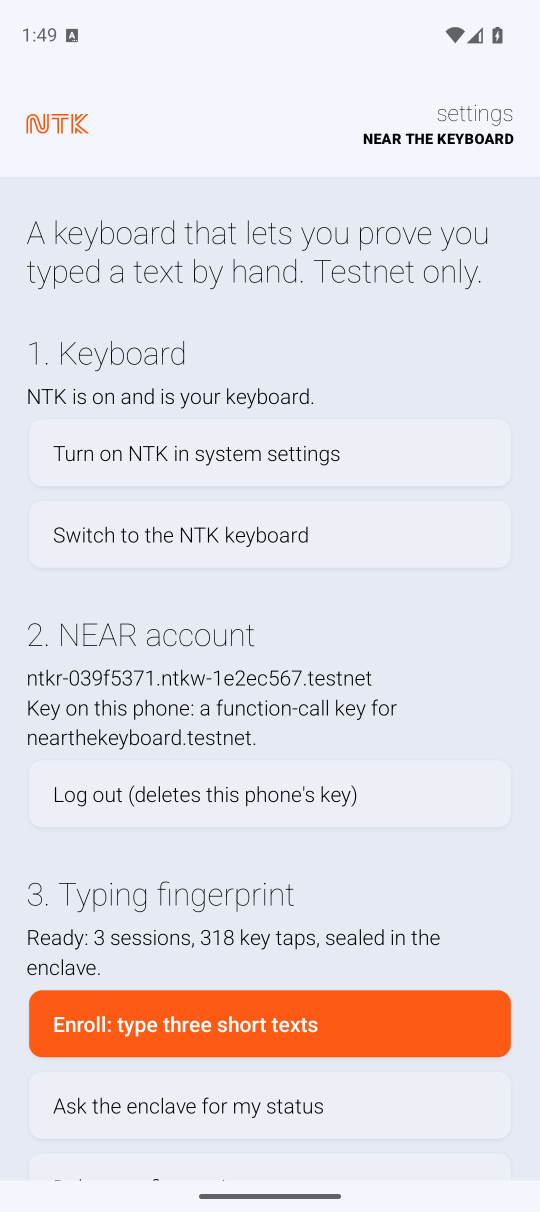 1:49
NTK
settings
NEAR THE KEYBOARD
A keyboard that lets you prove you
typed a text by hand. Testnet only.
1. Keyboard
NTK is on and is your keyboard.
Turn on NTK in system settings
Switch to the NTK keyboard
2. NEAR account
ntkr-039f5371.ntkw-1e2ec567.testnet
Key on this phone: a function-call key for
nearthekeyboard.testnet.
Log out (deletes this phone's key)
3. Typing fingerprint
Ready: 3 sessions, 318 key taps, sealed in the
enclave.
Enroll: type three short texts
Ask the enclave for my status